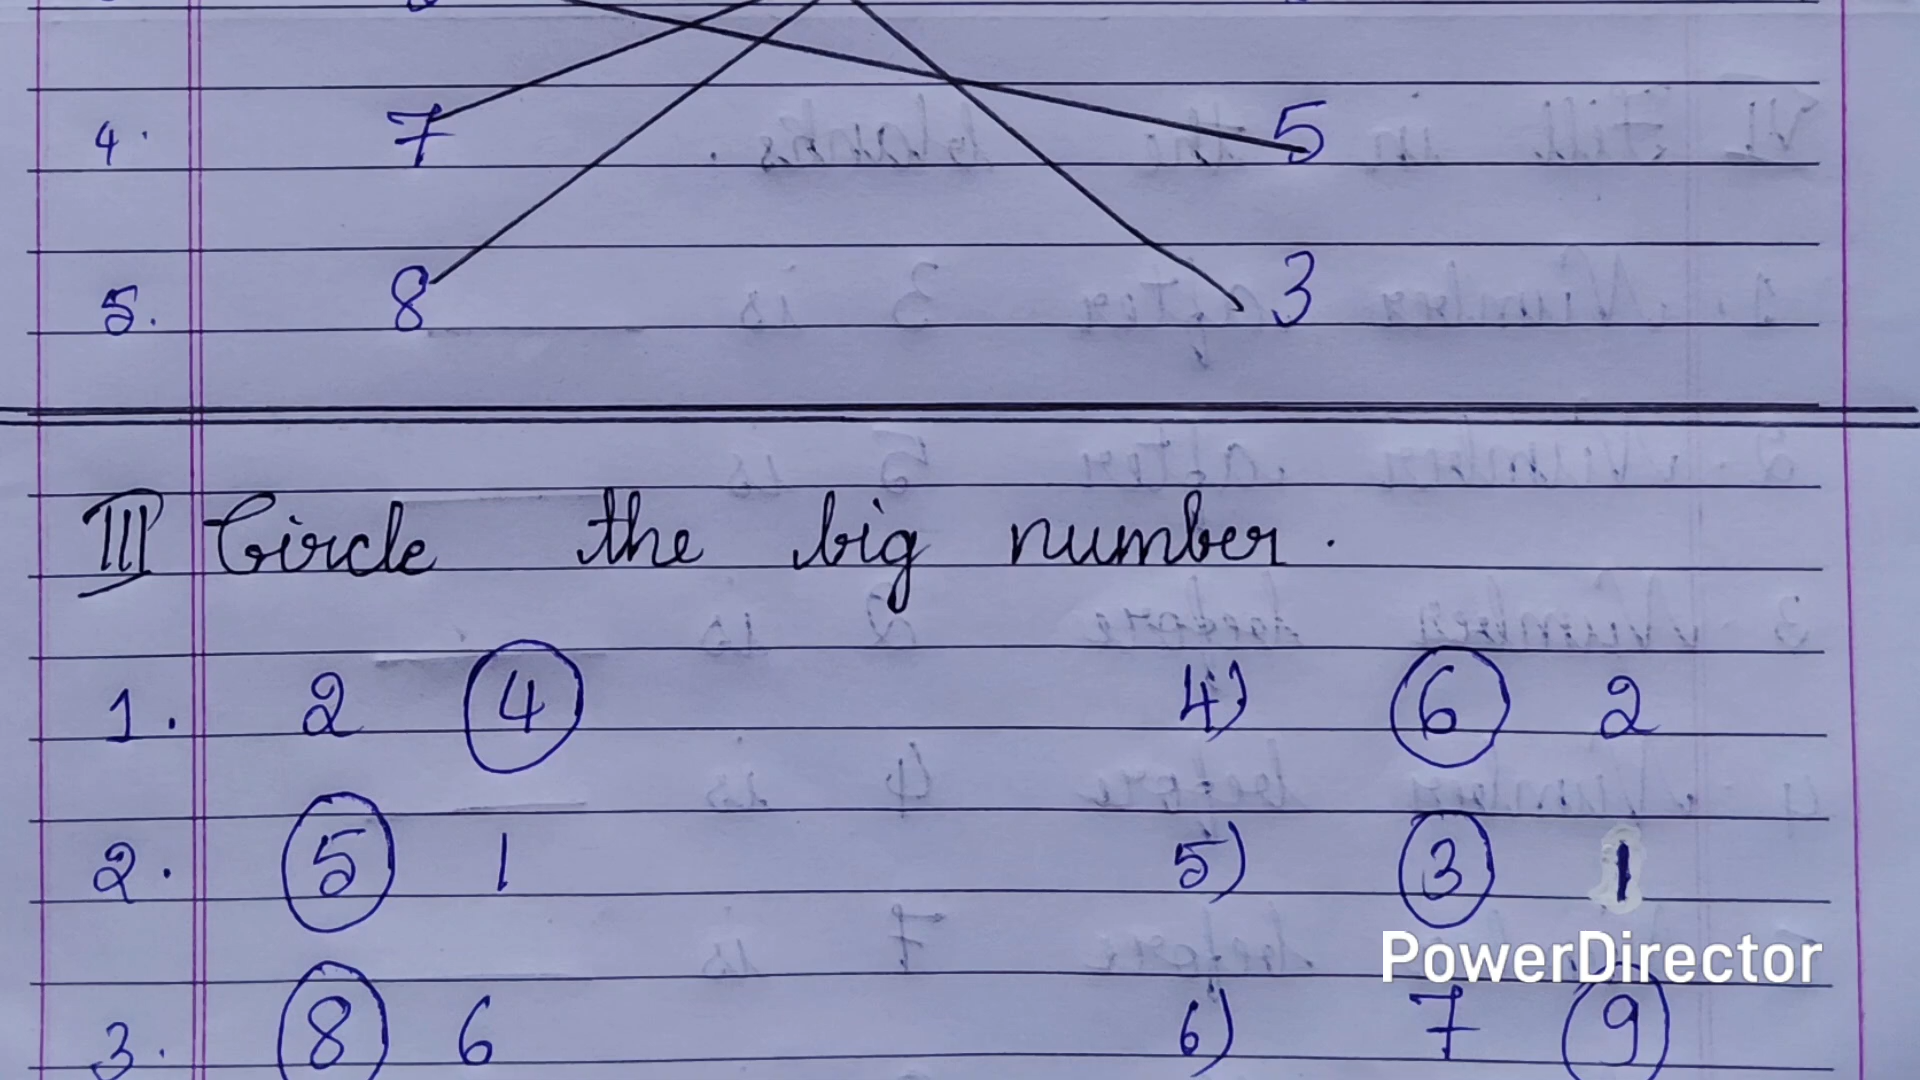 4. 7 5
5. 8 3
III Circle the big number.
1. 2 4 4) 6 2
2. 5 1 5) 3 1
PowerDirector
3. 8 6 6) 7 9